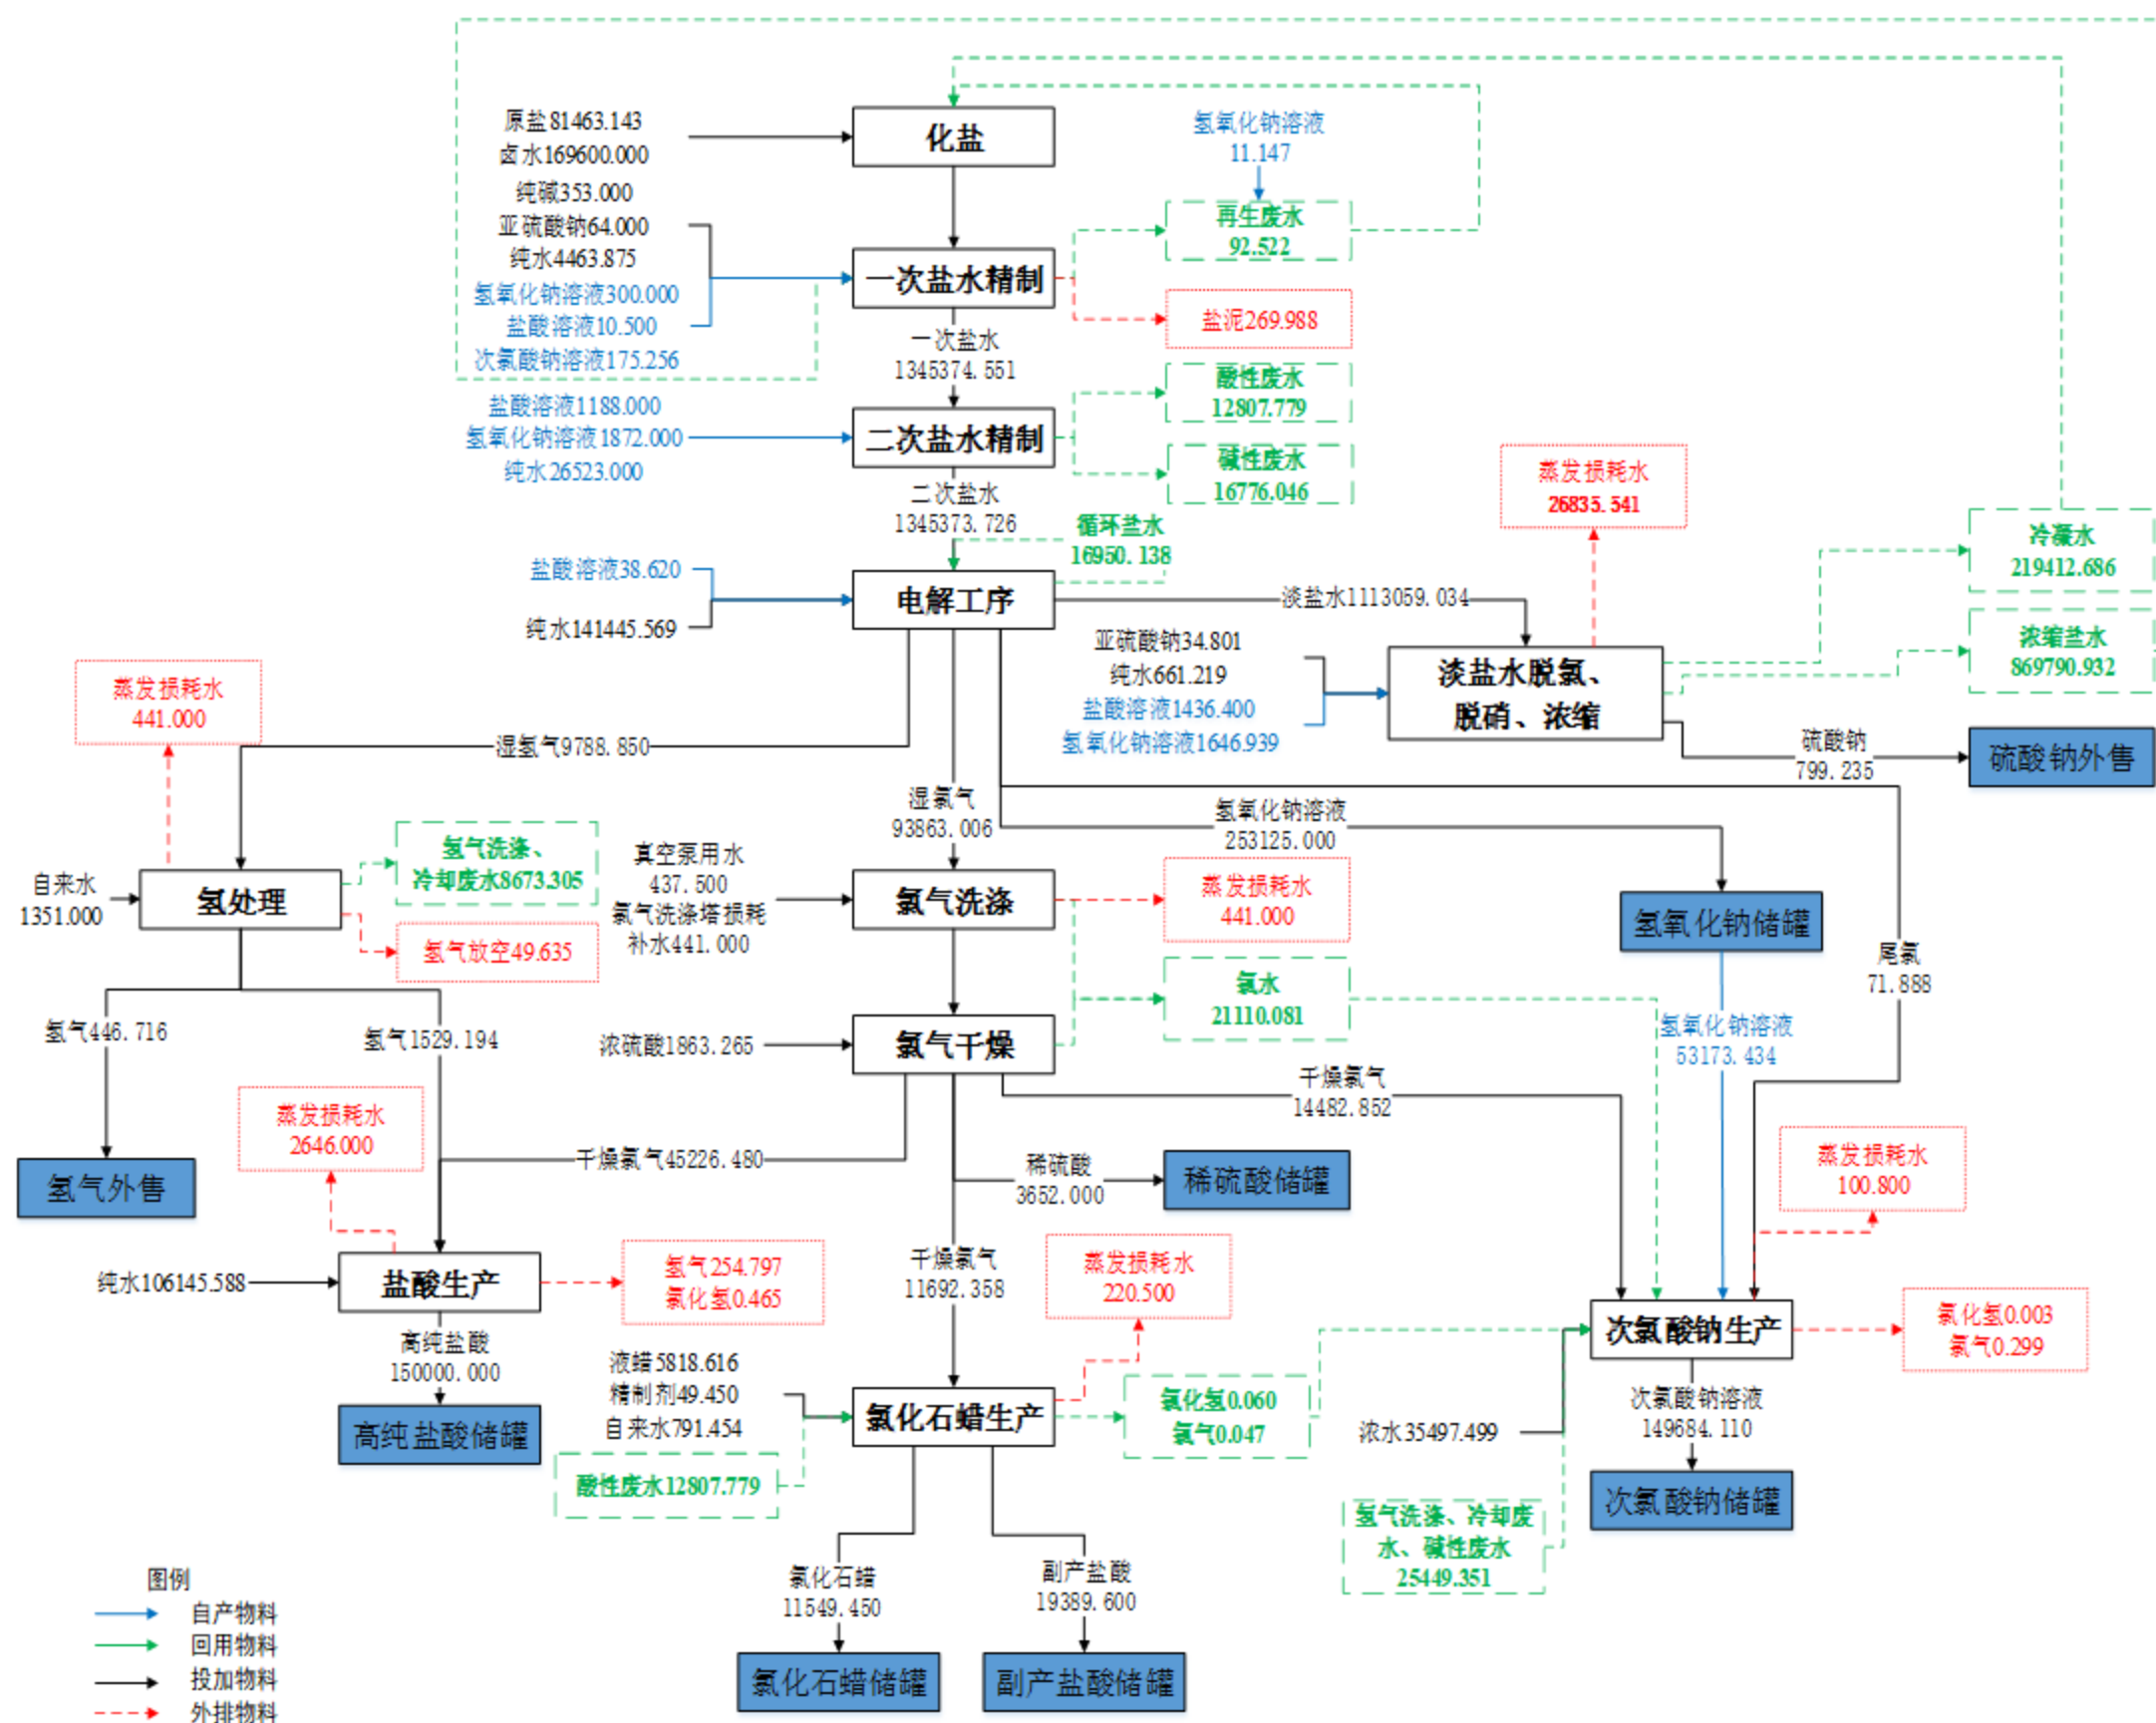 原盐81463.143
卤水169600.000
化盐
氢氧化钠溶液
11.147
纯碱353.000
亚硫酸钠64.000
纯水4463.875
氢氧化钠溶液300.000
盐酸溶液10.500
次氯酸钠溶液175.256
一次盐水精制
再生废水
92.522
盐泥269.988
一次盐水
1345374.551
酸性废水
12807.779
盐酸溶液1188.000
氢氧化钠溶液1872.000
纯水26523.000
二次盐水精制
碱性废水
16776.046
二次盐水
1345373.726
循环盐水
16950.138
蒸发损耗水
26835.541
冷凝水
219412.686
盐酸溶液38.620
纯水141445.569
电解工序
淡盐水1113059.034
浓缩盐水
869790.932
亚硫酸钠34.801
纯水661.219
盐酸溶液1436.400
氢氧化钠溶液1646.939
淡盐水脱氯、
脱硝、浓缩
硫酸钠
799.235
硫酸钠外售
蒸发损耗水
441.000
湿氢气9788.850
湿氯气
93863.006
氢氧化钠溶液
253125.000
自来水
1351.000
氢处理
氢气洗涤、
冷却废水8673.305
氢气放空49.635
真空泵用水
437.500
氯气洗涤塔损耗
补水441.000
氯气洗涤
蒸发损耗水
441.000
氢氧化钠储罐
尾氯
71.888
氯水
21110.081
氢氧化钠溶液
53173.434
氢气446.716
氢气1529.194
浓硫酸1863.265
氯气干燥
干燥氯气
14482.852
蒸发损耗水
2646.000
干燥氯气45226.480
稀硫酸
3652.000
稀硫酸储罐
蒸发损耗水
100.800
氢气外售
纯水106145.588
盐酸生产
氢气254.797
氯化氢0.465
干燥氯气
11692.358
蒸发损耗水
220.500
次氯酸钠生产
氯化氢0.003
氯气0.299
高纯盐酸
150000.000
高纯盐酸储罐
液蜡5818.616
精制剂49.450
自来水791.454
酸性废水12807.779
氯化石蜡生产
氯化氢0.060
氯气0.047
浓水35497.499
次氯酸钠溶液
149684.110
次氯酸钠储罐
氢气洗涤、冷却废
水、碱性废水
25449.351
氯化石蜡
11549.450
副产盐酸
19389.600
氯化石蜡储罐
副产盐酸储罐
图例
自产物料
回用物料
投加物料
外排物料